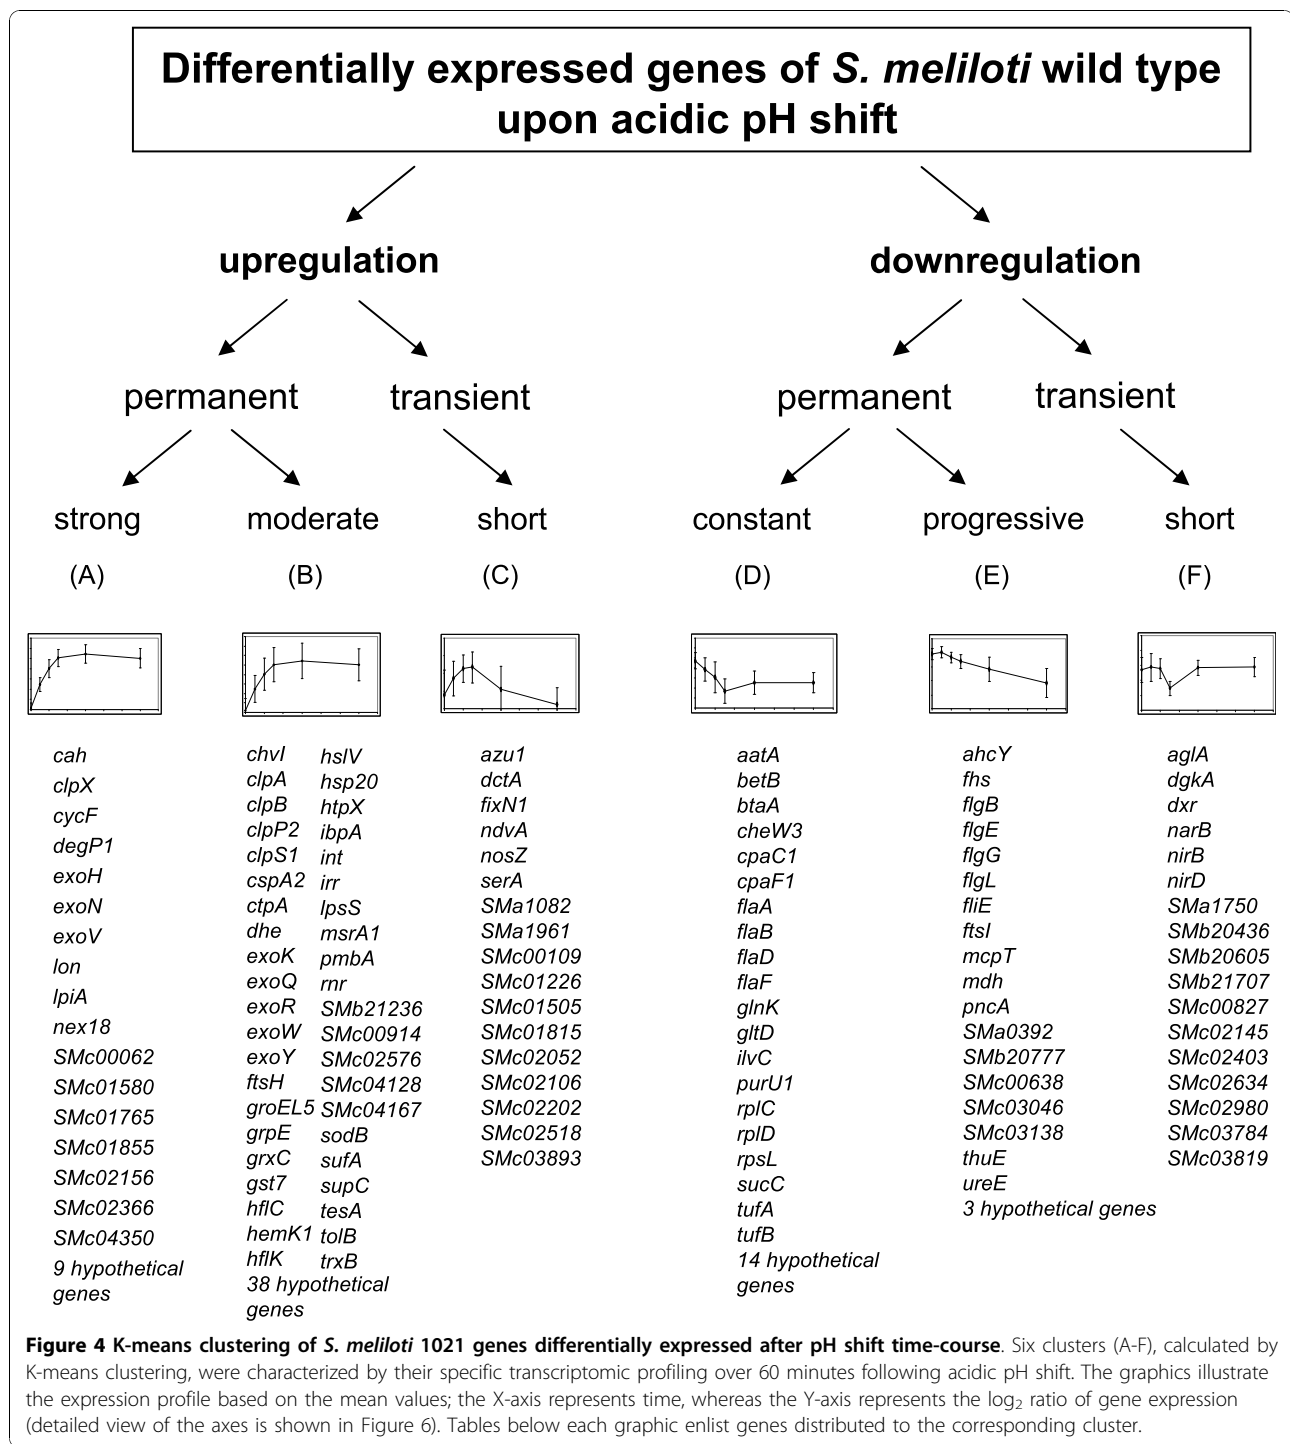 Differentially expressed genes of S. meliloti wild type
upon acidic pH shift
upregulation
downregulation
permanent
transient
permanent
transient
strong
moderate
short
constant
progressive
short
(A)
(B)
(C)
(D)
(E)
(F)
cah
clpX
cycF
degP1
exoH
exoN
exoV
lon
lpiA
nex18
SMc00062
SMc01580
SMc01765
SMc01855
SMc02156
SMc02366
SMc04350
9 hypothetical
genes
chvI
clpA
clpB
clpP2
clpS1
cspA2
ctpA
dhe
exoK
exoQ
exoR
exoW
exoY
ftsH
groEL5
grpE
grxC
gst7
hflC
hemK1
hflK
hslV
hsp20
htpX
ibpA
int
irr
lpsS
msrA1
pmbA
rnr
SMb21236
SMc00914
SMc02576
SMc04128
SMc04167
sodB
sufA
supC
tesA
tolB
trxB
38 hypothetical
genes
azu1
dctA
fixN1
ndvA
nosZ
serA
SMa1082
SMa1961
SMc00109
SMc01226
SMc01505
SMc01815
SMc02052
SMc02106
SMc02202
SMc02518
SMc03893
aatA
betB
btaA
cheW3
cpaC1
cpaF1
flaA
flaB
flaD
flaF
glnK
gltD
ilvC
purU1
rplC
rplD
rpsL
sucC
tufA
tufB
14 hypothetical
genes
ahcY
fhs
flgB
flgE
flgG
flgL
fliE
ftsI
mcpT
mdh
pncA
SMa0392
SMb20777
SMc00638
SMc03046
SMc03138
thuE
ureE
3 hypothetical genes
aglA
dgkA
dxr
narB
nirB
nirD
SMa1750
SMb20436
SMb20605
SMb21707
SMc00827
SMc02145
SMc02403
SMc02634
SMc02980
SMc03784
SMc03819
Figure 4 K-means clustering of S. meliloti 1021 genes differentially expressed after pH shift time-course. Six clusters (A-F), calculated by
K-means clustering, were characterized by their specific transcriptomic profiling over 60 minutes following acidic pH shift. The graphics illustrate
the expression profile based on the mean values; the X-axis represents time, whereas the Y-axis represents the log₂ ratio of gene expression
(detailed view of the axes is shown in Figure 6). Tables below each graphic enlist genes distributed to the corresponding cluster.